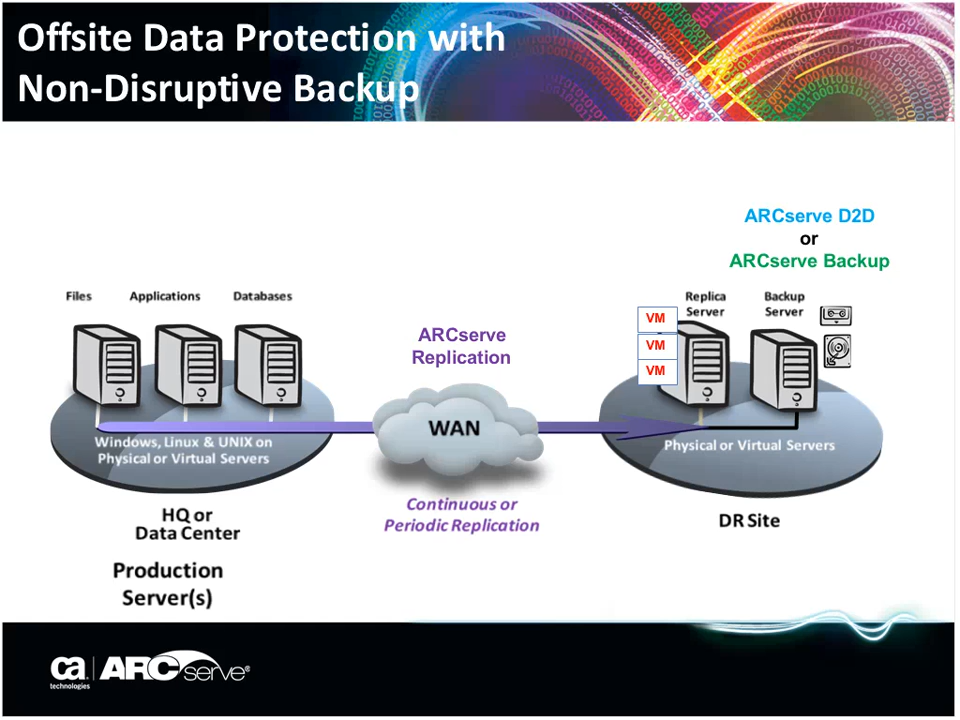 Offsite Data Protection with
Non-Disruptive Backup
ARCserve D2D
or
ARCserve Backup
Files
Applications
Databases
ARCserve
Replication
VM
VM
VM
Replica
Server
Backup
Server
WAN
Windows, Linux & UNIX on
Physical or Virtual Servers
Physical or Virtual Servers
HQ or
Data Center
Continuous or
Periodic Replication
DR Site
Production
Server(s)
ca technologies
ARCserve®